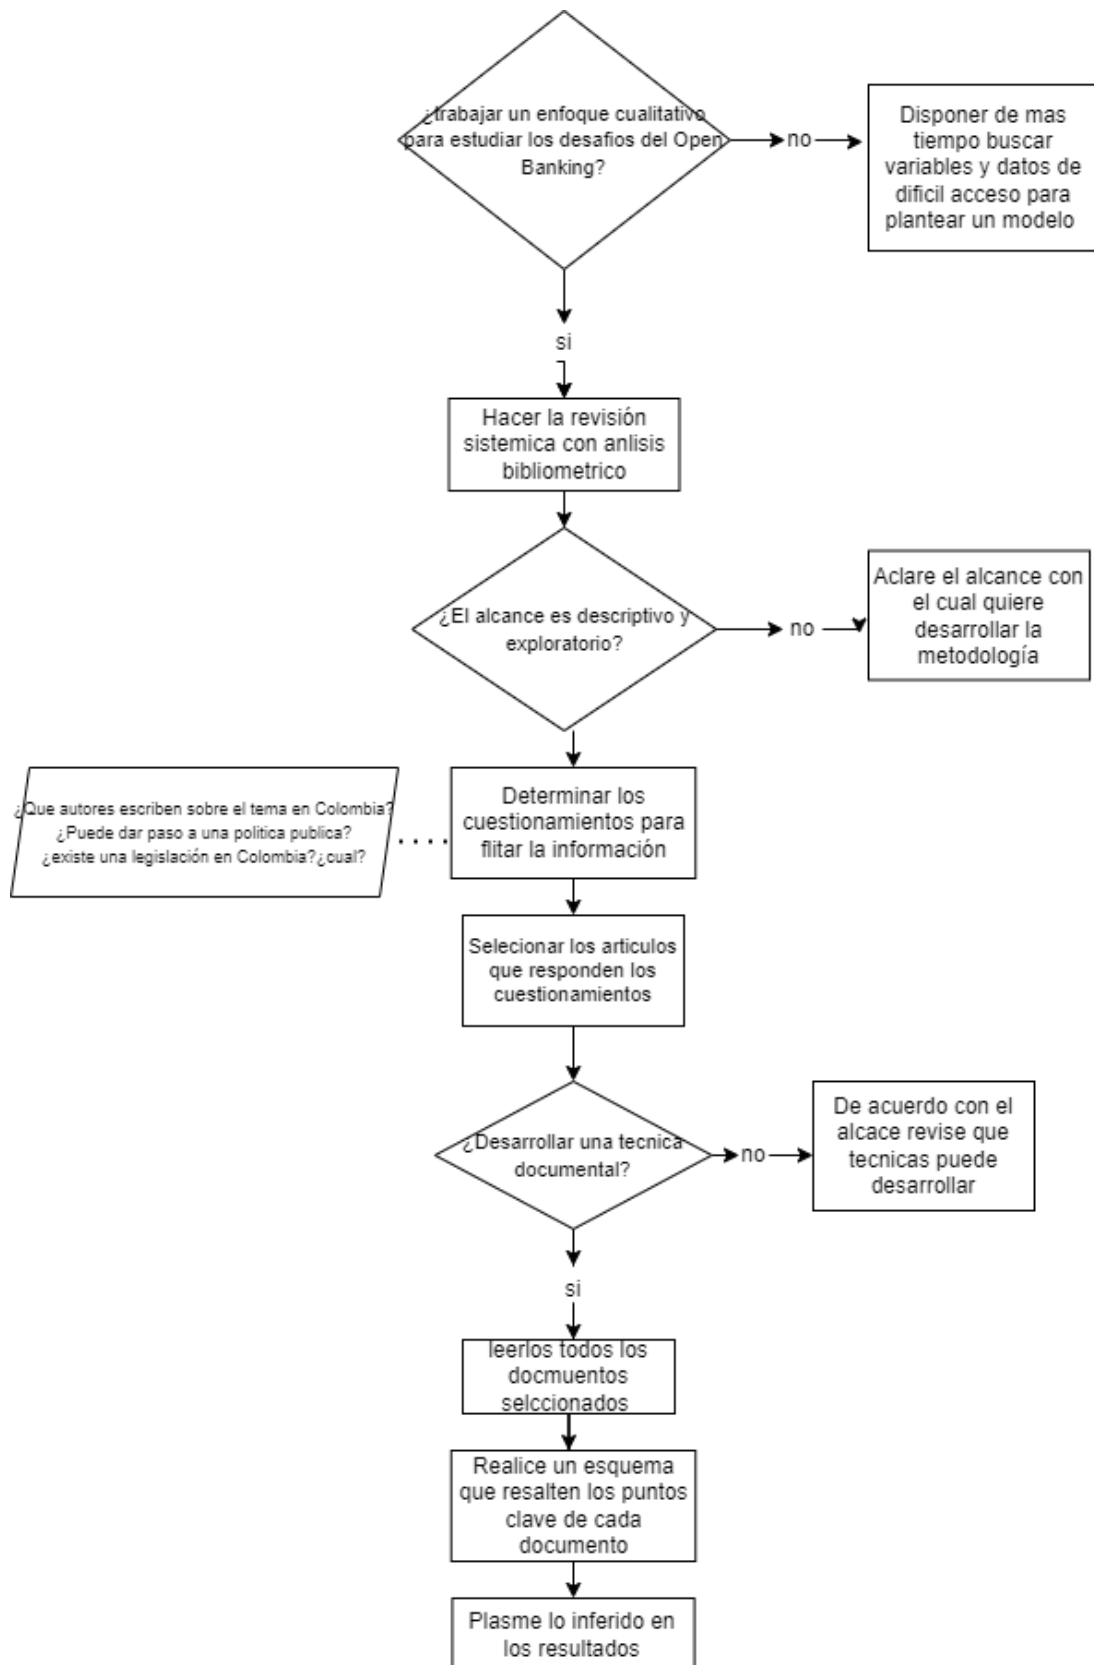 ¿trabajar un enfoque cualitativo
para estudiar los desafios del Open
Banking?
no
Disponer de mas
tiempo buscar
variables y datos de
dificil acceso para
plantear un modelo
si
Hacer la revisión
sistemica con anlisis
bibliometrico
¿El alcance es descriptivo y
exploratorio?
no
Aclare el alcance con
el cual quiere
desarrollar la
metodología
¿Que autores escriben sobre el tema en Colombia?
¿Puede dar paso a una politica publica?
¿existe una legislación en Colombia?¿cual?
Determinar los
cuestionamientos para
flitar la información
Selecionar los articulos
que responden los
cuestionamientos
¿Desarrollar una tecnica
documental?
no
De acuerdo con el
alcace revise que
tecnicas puede
desarrollar
si
leerlos todos los
docmuentos
selccionados
Realice un esquema
que resalten los puntos
clave de cada
documento
Plasme lo inferido en
los resultados